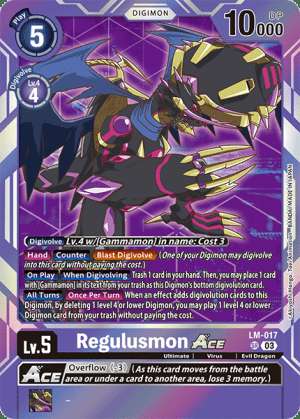 DIGIMON
Play
5
DP
10000
Digivolve
Lv.4
4
Digivolve Lv.4 w/[Gammamon] in name: Cost 3
Hand Counter Blast Digivolve (One of your Digimon may digivolve
into this card without paying the cost.)
On Play When Digivolving Trash 1 card in your hand. Then, you may place 1 card
with [Gammamon] in its text from your trash as this Digimon's bottom digivolution card.
All Turns Once Per Turn When an effect adds digivolution cards to this
Digimon, by deleting 1 level 4 or lower Digimon, you may play 1 level 4 or lower
Digimon card from your trash without paying the cost.
LM-017
Lv.5 Regulusmon ACE
SR 03
Ultimate Virus Evil Dragon
ACE Overflow ⟨-3⟩ (As this card moves from the battle
area or under a card to another area, lose 3 memory.)
-